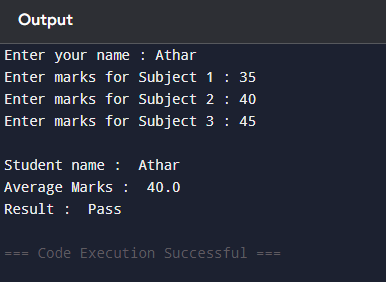 Output
Enter your name : Athar
Enter marks for Subject 1 : 35
Enter marks for Subject 2 : 40
Enter marks for Subject 3 : 45
Student name :  Athar
Average Marks :  40.0
Result :  Pass
=== Code Execution Successful ===